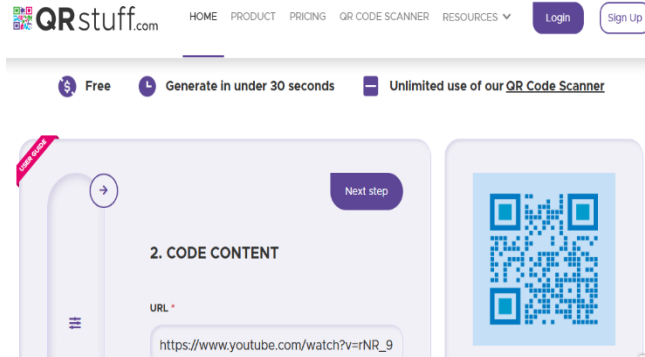 QRstuff.com
HOME PRODUCT PRICING QR CODE SCANNER RESOURCES Login Sign Up
Free Generate in under 30 seconds Unlimited use of our QR Code Scanner
USER GUIDE
Next step
2. CODE CONTENT
URL *
https://www.youtube.com/watch?v=rNR_9